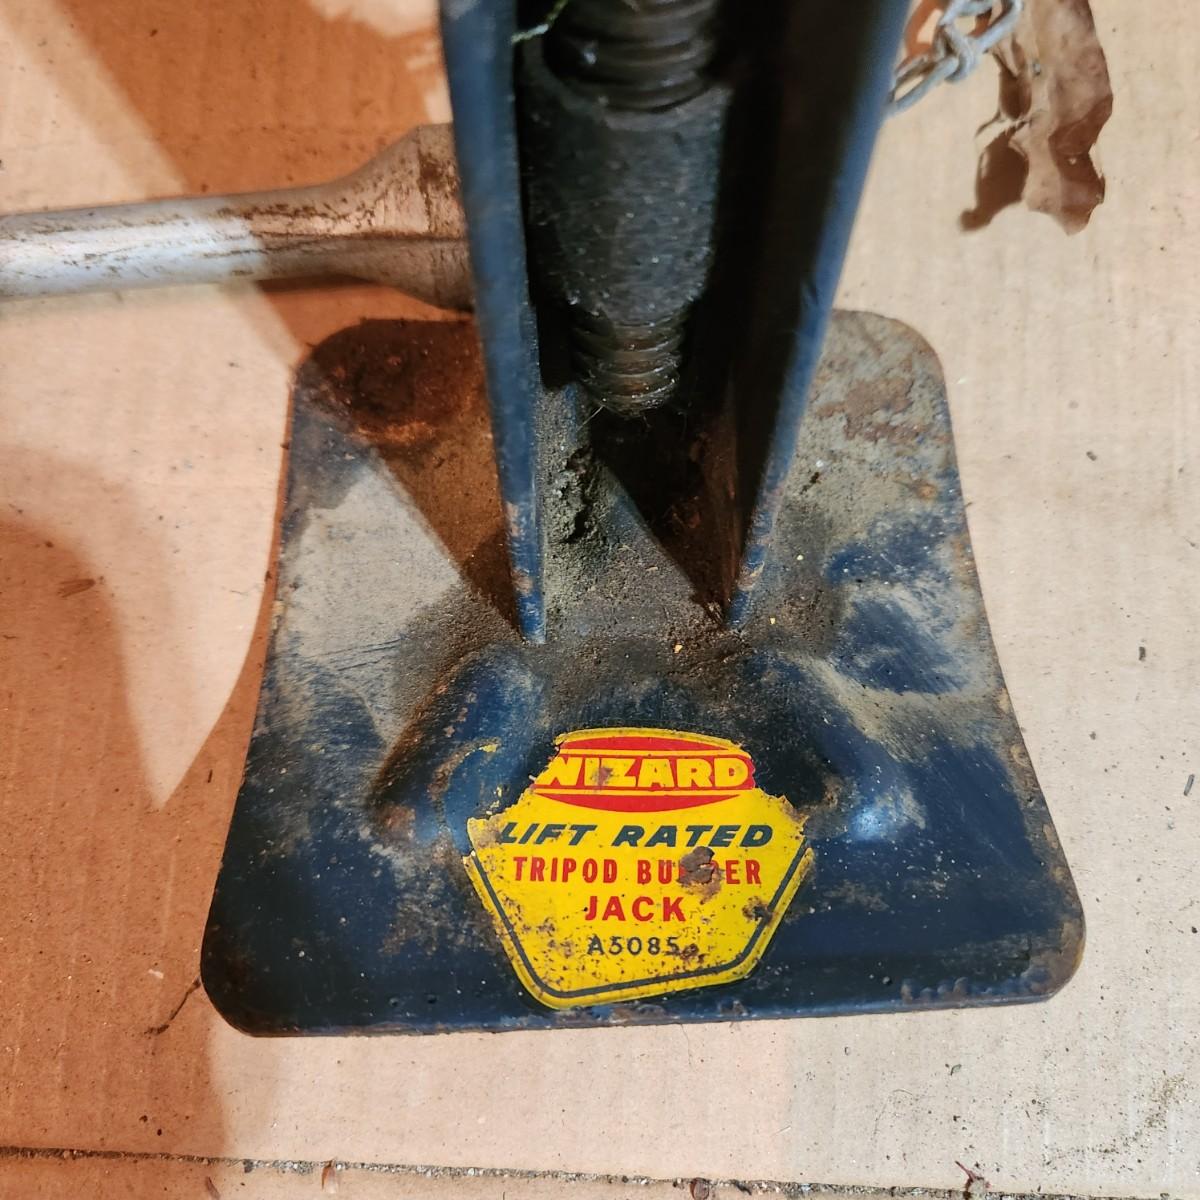 WIZARD
LIFT RATED
TRIPOD BUMPER
JACK
A5085